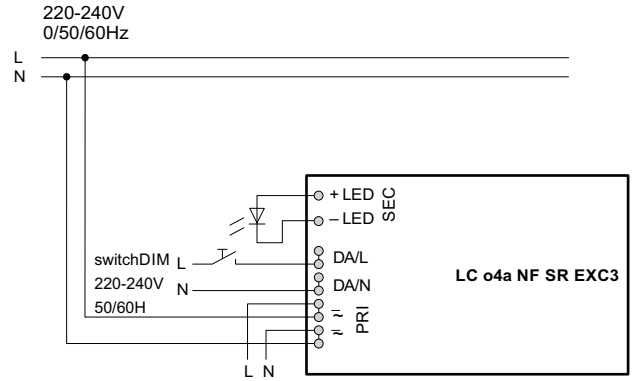 220-240V
0/50/60Hz
L
N
+ LED
– LED
SEC
switchDIM L
DA/L
LC o4a NF SR EXC3
220-240V N
DA/N
50/60H
PRI
L N